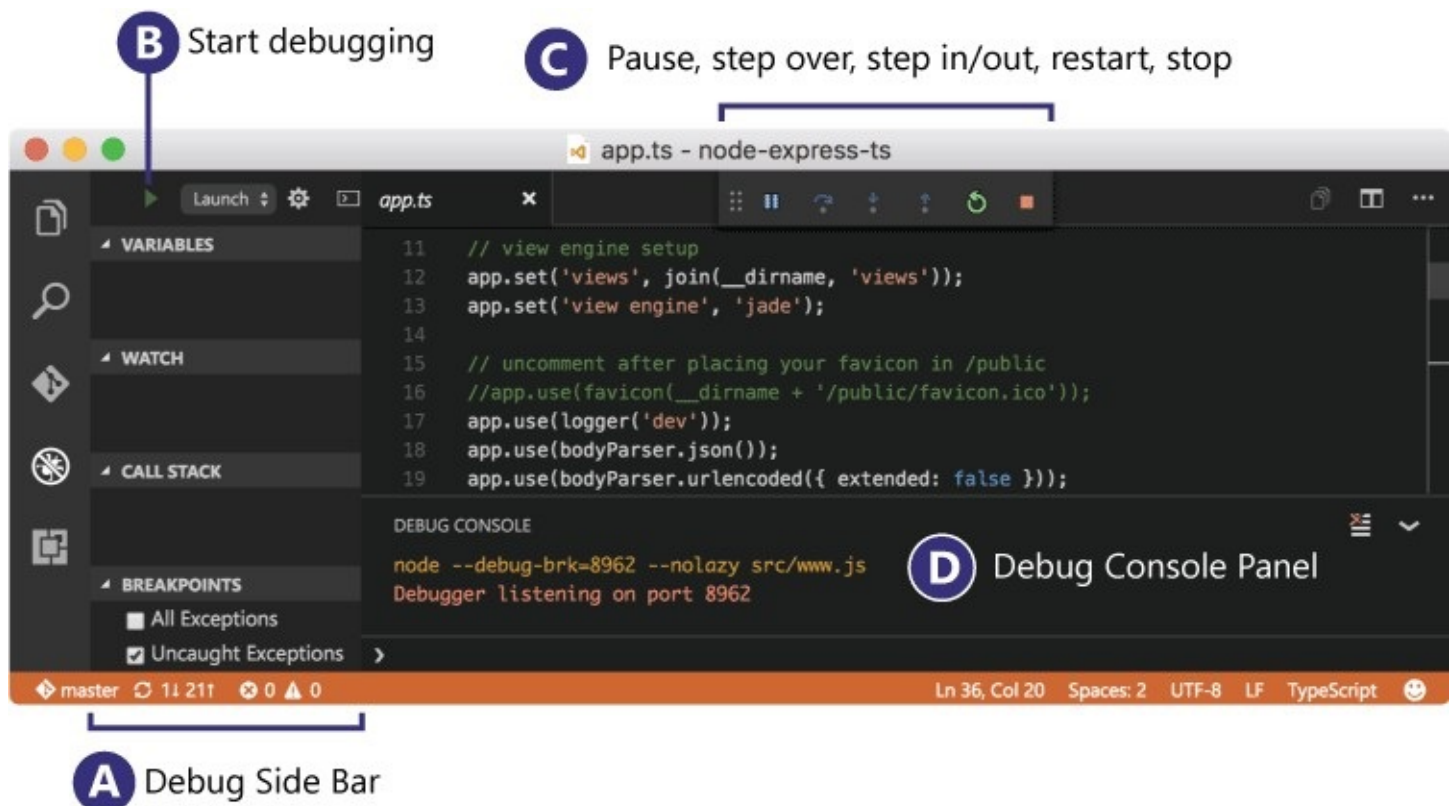 B Start debugging
C Pause, step over, step in/out, restart, stop
app.ts - node-express-ts
Launch
app.ts
VARIABLES
WATCH
CALL STACK
BREAKPOINTS
All Exceptions
Uncaught Exceptions
11 // view engine setup
12 app.set('views', join(__dirname, 'views'));
13 app.set('view engine', 'jade');
14
15 // uncomment after placing your favicon in /public
16 //app.use(favicon(__dirname + '/public/favicon.ico'));
17 app.use(logger('dev'));
18 app.use(bodyParser.json());
19 app.use(bodyParser.urlencoded({ extended: false }));
DEBUG CONSOLE
node --debug-brk=8962 --nolazy src/www.js
Debugger listening on port 8962
D Debug Console Panel
master 1↓ 21↑ 0 0 Ln 36, Col 20 Spaces: 2 UTF-8 LF TypeScript
A Debug Side Bar